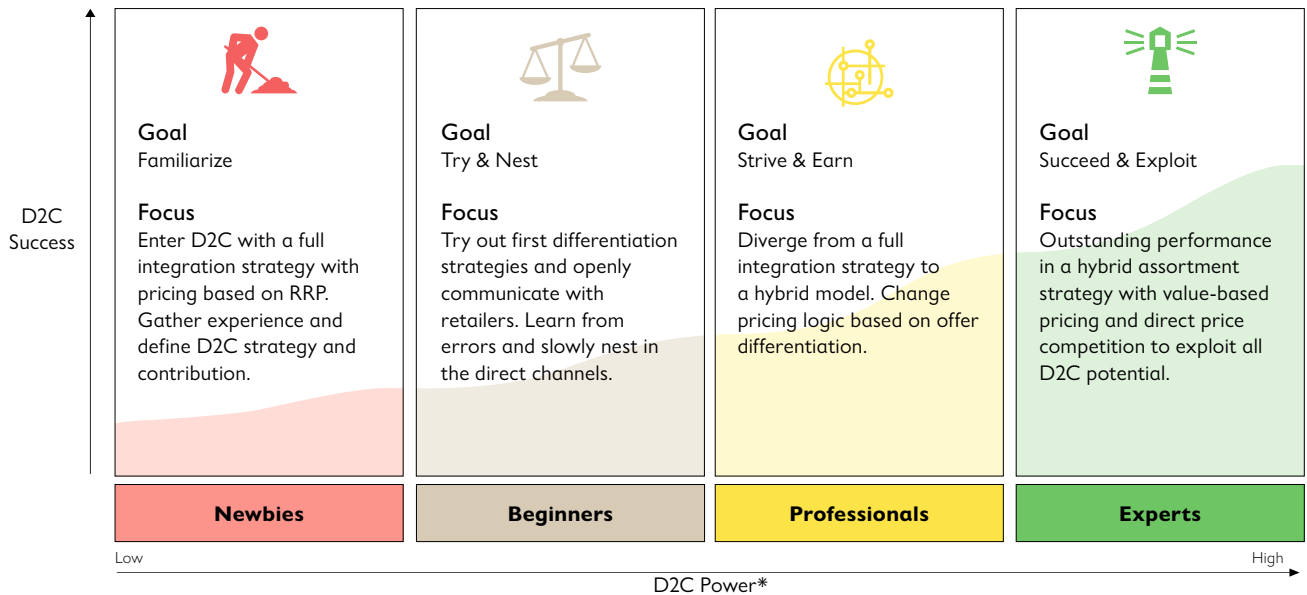 D2C
Success
Goal
Familiarize
Focus
Enter D2C with a full
integration strategy with
pricing based on RRP.
Gather experience and
define D2C strategy and
contribution.
Newbies
Goal
Try & Nest
Focus
Try out first differentiation
strategies and openly
communicate with
retailers. Learn from
errors and slowly nest in
the direct channels.
Beginners
Goal
Strive & Earn
Focus
Diverge from a full
integration strategy to
a hybrid model. Change
pricing logic based on offer
differentiation.
Professionals
Goal
Succeed & Exploit
Focus
Outstanding performance
in a hybrid assortment
strategy with value-based
pricing and direct price
competition to exploit all
D2C potential.
Experts
Low
High
D2C Power*